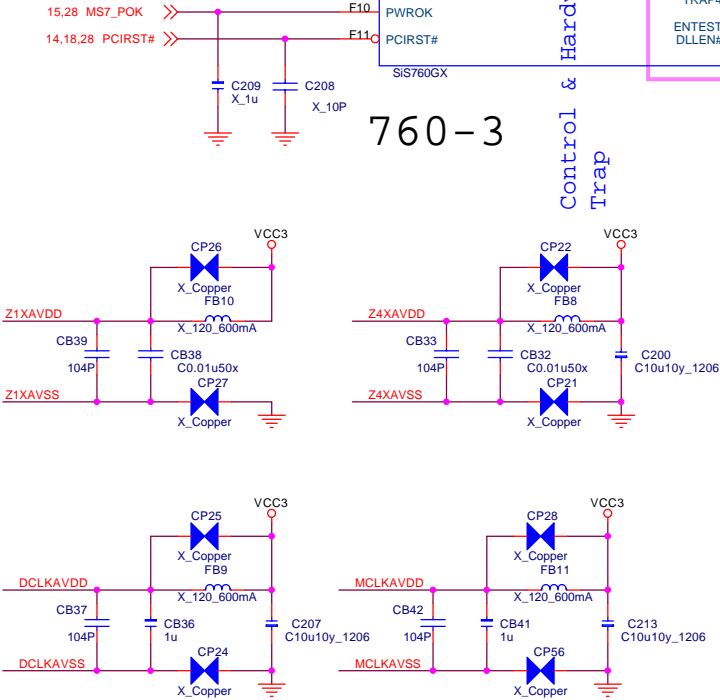 TRAP4
15,28 MS7_POK
F10
PWROK
14,18,28 PCIRST#
F11
PCIRST#
ENTEST
DLLEN#
SiS760GX
C209
X_1u
C208
X_10P
760-3
Control & Hardw
Trap
VCC3
CP26
X_Copper
FB10
Z1XAVDD
X_120_600mA
CB39
104P
CB38
C0.01u50x
CP27
Z1XAVSS
X_Copper
VCC3
CP22
X_Copper
FB8
Z4XAVDD
X_120_600mA
CB33
104P
CB32
C0.01u50x
C200
C10u10y_1206
CP21
Z4XAVSS
X_Copper
VCC3
CP25
X_Copper
FB9
DCLKAVDD
X_120_600mA
CB37
104P
CB36
1u
C207
C10u10y_1206
CP24
DCLKAVSS
X_Copper
VCC3
CP28
X_Copper
FB11
MCLKAVDD
X_120_600mA
CB42
104P
CB41
1u
C213
C10u10y_1206
CP56
MCLKAVSS
X_Copper